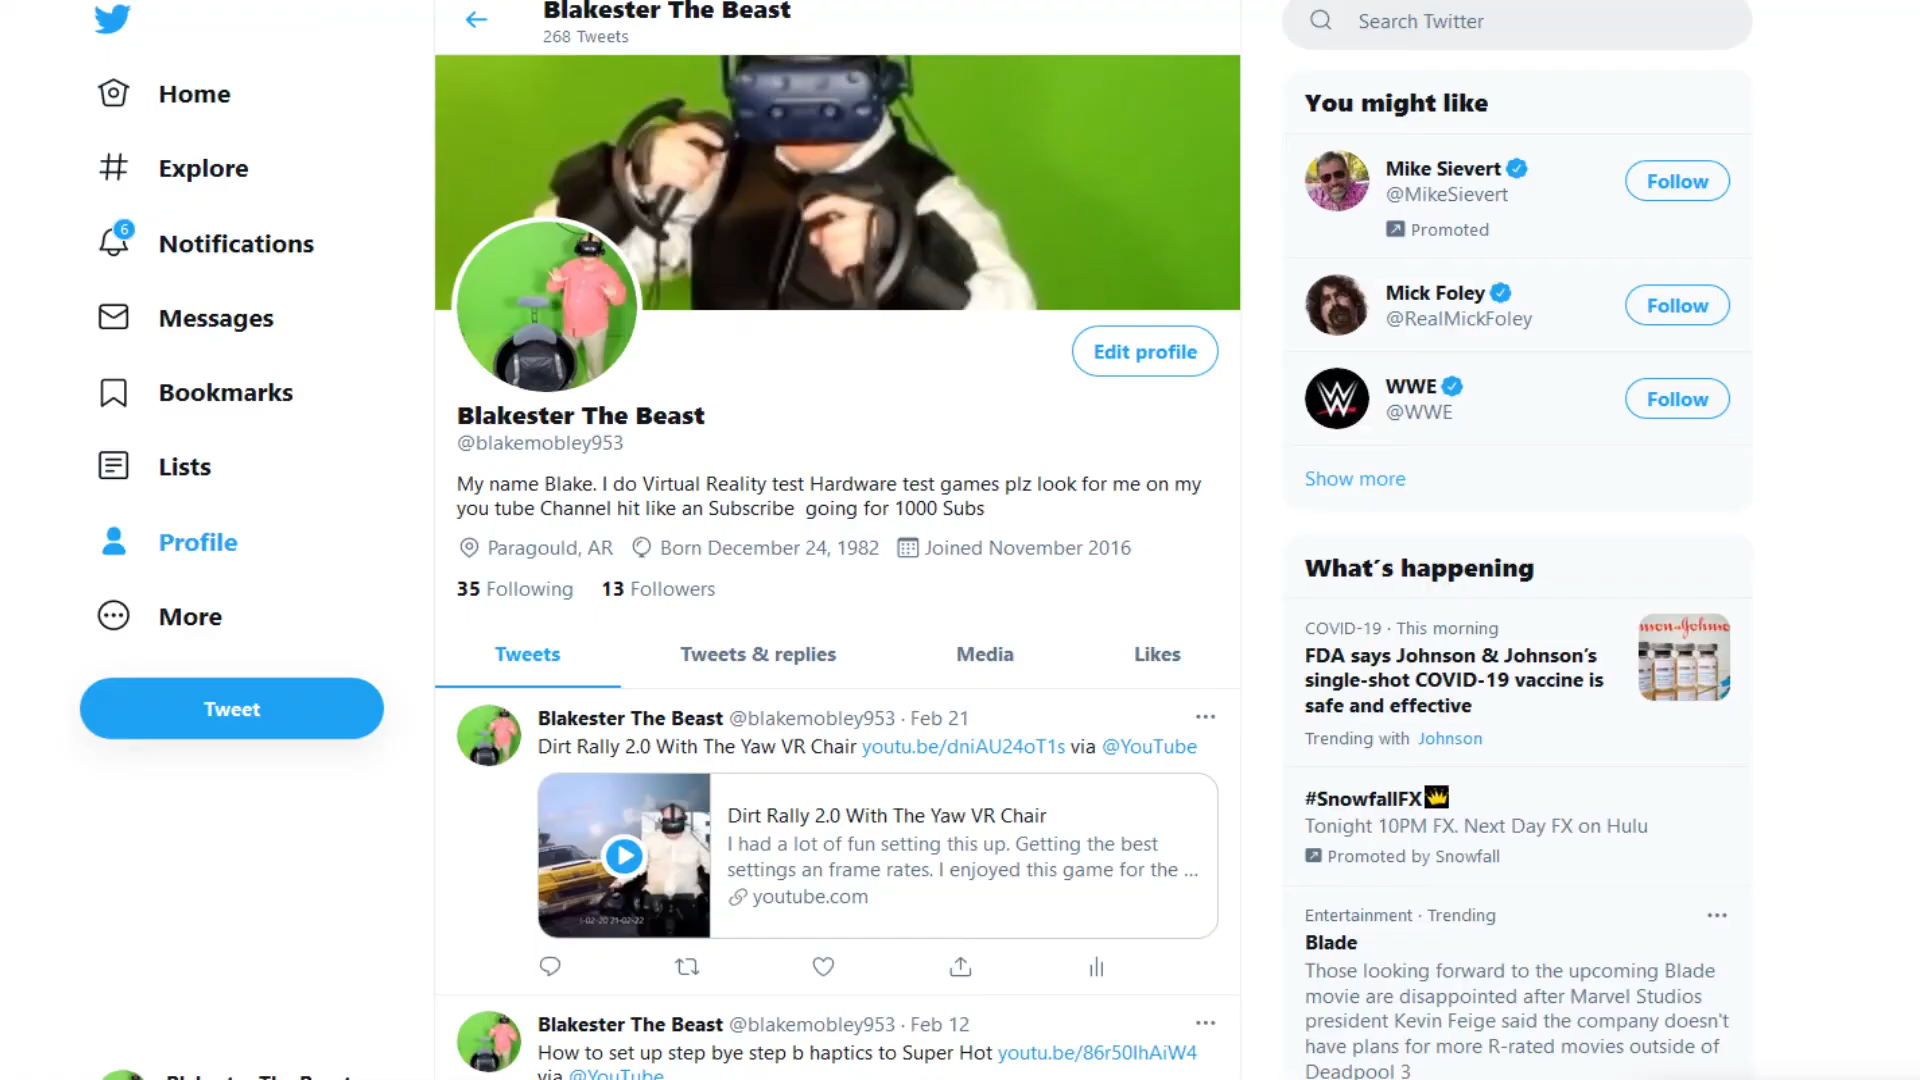 Home
Explore
6
Notifications
Messages
Bookmarks
Lists
Profile
More
Tweet
Blakester The Beast
Blakester The Beast
268 Tweets
Edit profile
Blakester The Beast
@blakemobley953
My name Blake. I do Virtual Reality test Hardware test games plz look for me on my
you tube Channel hit like an Subscribe going for 1000 Subs
Paragould, AR Born December 24, 1982 Joined November 2016
35 Following 13 Followers
Tweets Tweets & replies Media Likes
Blakester The Beast @blakemobley953 · Feb 21
Dirt Rally 2.0 With The Yaw VR Chair youtu.be/dniAU24oT1s via @YouTube
Dirt Rally 2.0 With The Yaw VR Chair
I had a lot of fun setting this up. Getting the best
settings an frame rates. I enjoyed this game for the ...
youtube.com
Blakester The Beast @blakemobley953 · Feb 12
How to set up step bye step b haptics to Super Hot youtu.be/86r50IhAiW4
via @YouTube
Search Twitter
You might like
Mike Sievert
@MikeSievert
Promoted
Follow
Mick Foley
@RealMickFoley
Follow
WWE
@WWE
Follow
Show more
What´s happening
COVID-19 · This morning
FDA says Johnson & Johnson’s
single-shot COVID-19 vaccine is
safe and effective
Trending with Johnson
#SnowfallFX
Tonight 10PM FX. Next Day FX on Hulu
Promoted by Snowfall
Entertainment · Trending
Blade
Those looking forward to the upcoming Blade
movie are disappointed after Marvel Studios
president Kevin Feige said the company doesn't
have plans for more R-rated movies outside of
Deadpool 3